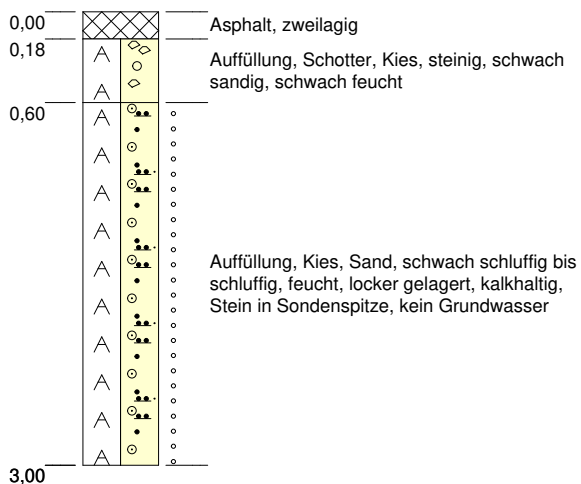 0,00
Asphalt, zweilagig
0,18
Auffüllung, Schotter, Kies, steinig, schwach
sandig, schwach feucht
A
A
0,60
A
A
A
A
A
A
A
A
A
A
Auffüllung, Kies, Sand, schwach schluffig bis
schluffig, feucht, locker gelagert, kalkhaltig,
Stein in Sondenspitze, kein Grundwasser
3,00